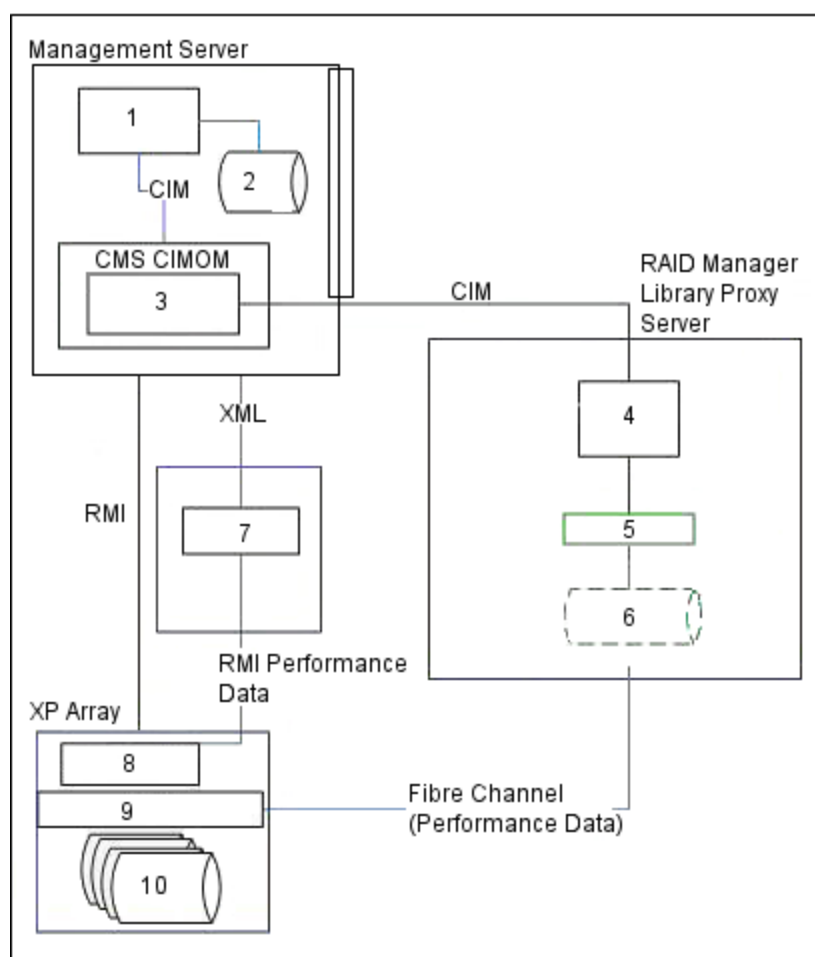 Management Server
1
2
CIM
CMS CIMOM
3
CIM
RAID Manager
Library Proxy
Server
4
XML
RMI
7
5
6
RMI Performance
Data
XP Array
8
9
Fibre Channel
(Performance Data)
10